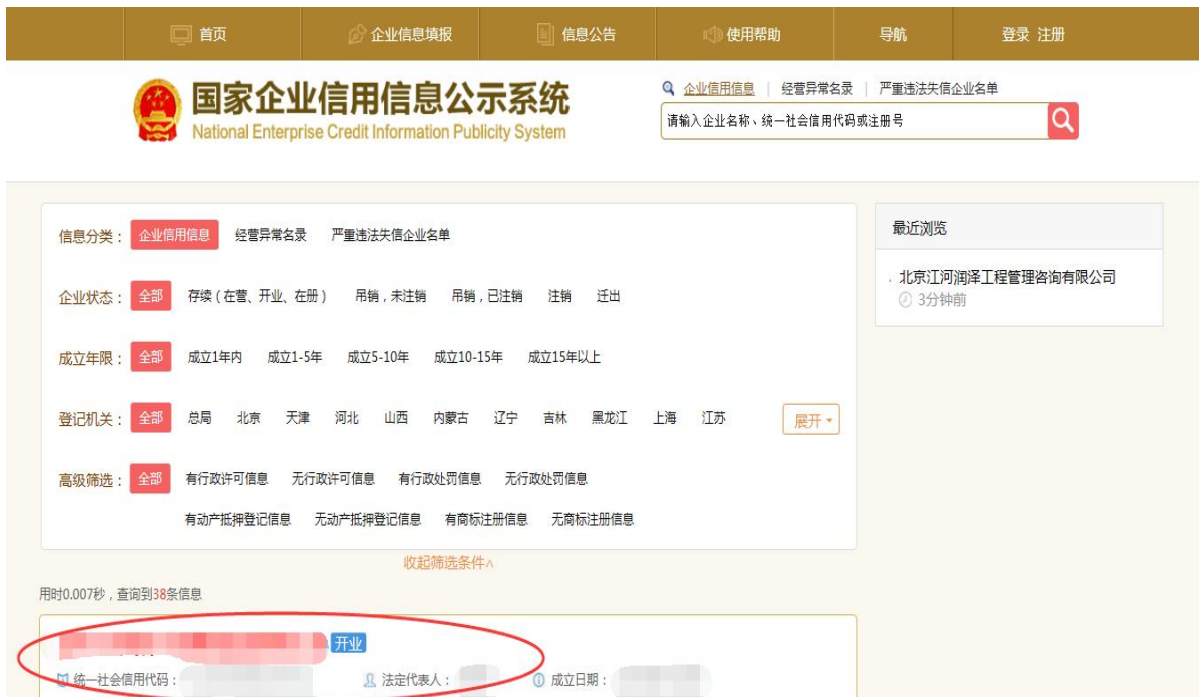 首页 企业信息填报 信息公告 使用帮助 导航 登录 注册
国家企业信用信息公示系统
National Enterprise Credit Information Publicity System
企业信用信息 | 经营异常名录 | 严重违法失信企业名单
请输入企业名称、统一社会信用代码或注册号
信息分类： 企业信用信息 经营异常名录 严重违法失信企业名单
企业状态： 全部 存续（在营、开业、在册） 吊销，未注销 吊销，已注销 注销 迁出
成立年限： 全部 成立1年内 成立1-5年 成立5-10年 成立10-15年 成立15年以上
登记机关： 全部 总局 北京 天津 河北 山西 内蒙古 辽宁 吉林 黑龙江 上海 江苏 展开
高级筛选： 全部 有行政许可信息 无行政许可信息 有行政处罚信息 无行政处罚信息
有动产抵押登记信息 无动产抵押登记信息 有商标注册信息 无商标注册信息
收起筛选条件
最近浏览
北京江河润泽工程管理咨询有限公司
3分钟前
用时0.007秒，查询到38条信息
开业
统一社会信用代码： 法定代表人： 成立日期：